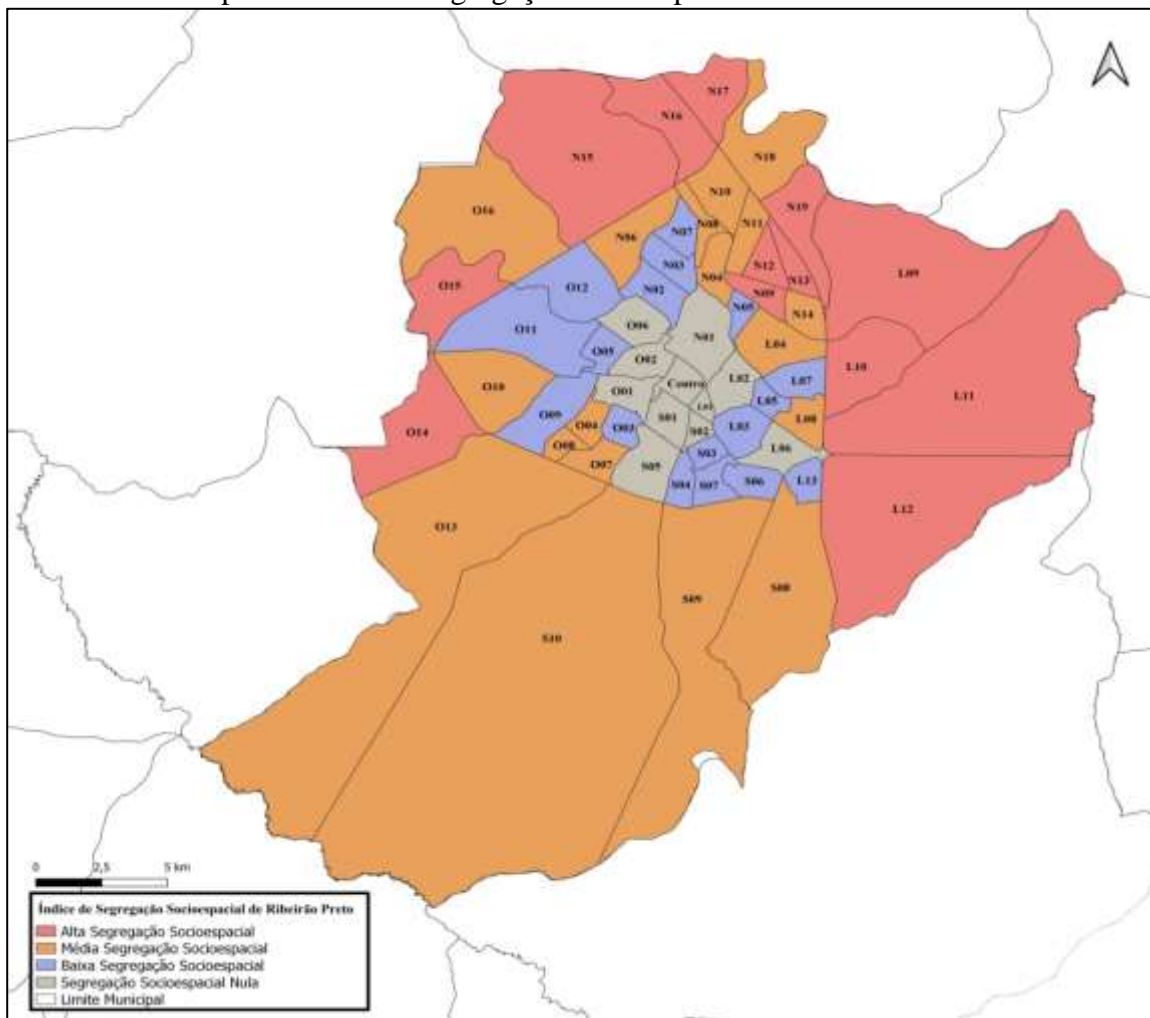 N17
N16
N15
N18
N10
N19
O16
N08
N11
N07
N06
N03
N12
L09
N04
N13
O15
O12
N02
N09
N05
N14
O11
O06
N01
L04
O05
O02
L10
Centro
L02
L07
O10
O01
L05
L11
L01
O09
S01
L08
O04
O03
S02
L03
O14
O08
S03
L06
O07
S05
S04
S07
S06
L13
L12
O13
S08
S09
S10
0 2,5 5 km
Índice de Segregação Socioespacial de Ribeirão Preto
Alta Segregação Socioespacial
Média Segregação Socioespacial
Baixa Segregação Socioespacial
Segregação Socioespacial Nula
Limite Municipal